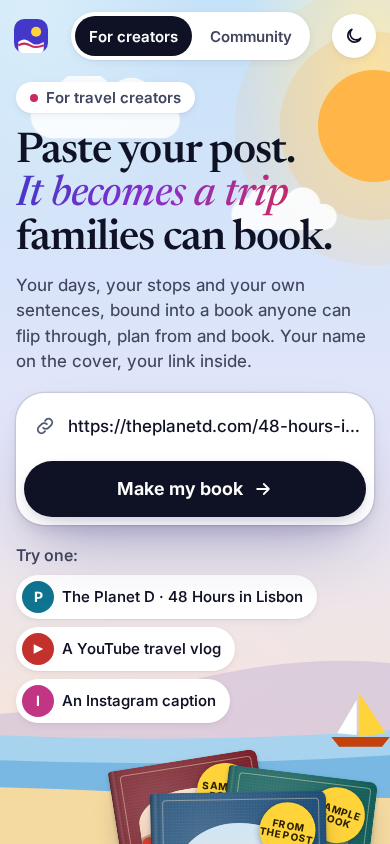 For creators
Community
For travel creators
Paste your post.
It becomes a trip
families can book.
Your days, your stops and your own
sentences, bound into a book anyone can
flip through, plan from and book. Your name
on the cover, your link inside.
https://theplanetd.com/48-hours-i...
Make my book
Try one:
P
The Planet D · 48 Hours in Lisbon
A YouTube travel vlog
I
An Instagram caption
FROM
THE POST